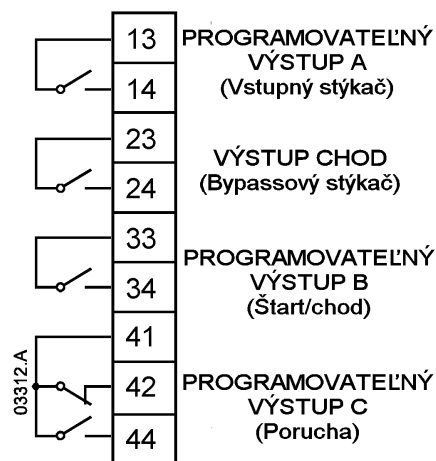 13
PROGRAMOVATEĽNÝ
VÝSTUP A
14
(Vstupný stýkač)
23
VÝSTUP CHOD
24
(Bypassový stýkač)
33
PROGRAMOVATEĽNÝ
VÝSTUP B
34
(Štart/chod)
41
42
PROGRAMOVATEĽNÝ
VÝSTUP C
44
(Porucha)
03312.A